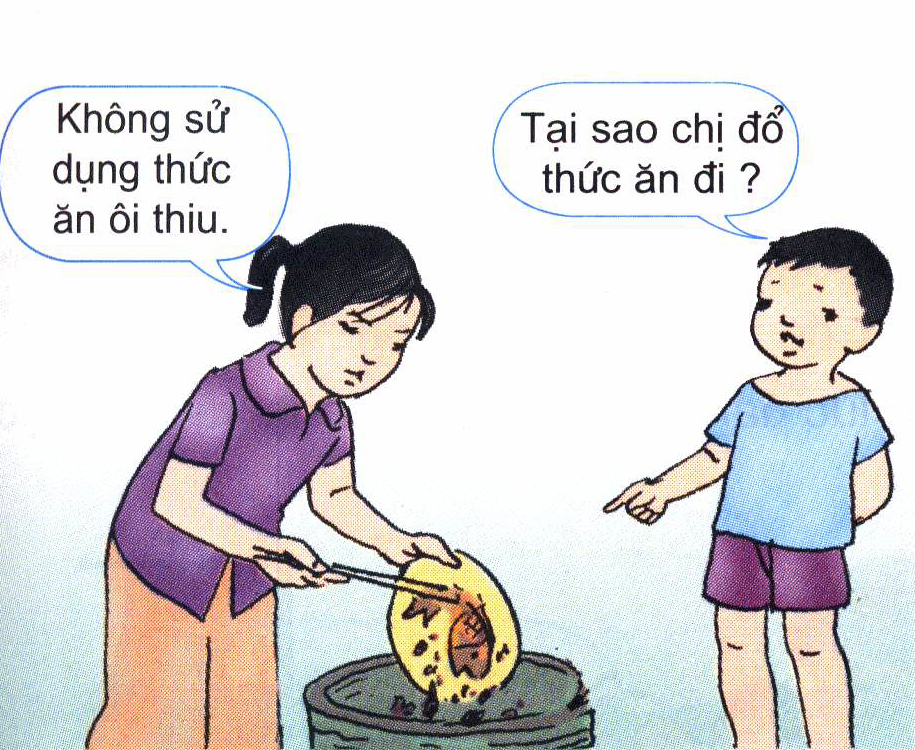 Không sử
dụng thức
ăn ôi thiu.
Tại sao chị đổ
thức ăn đi ?